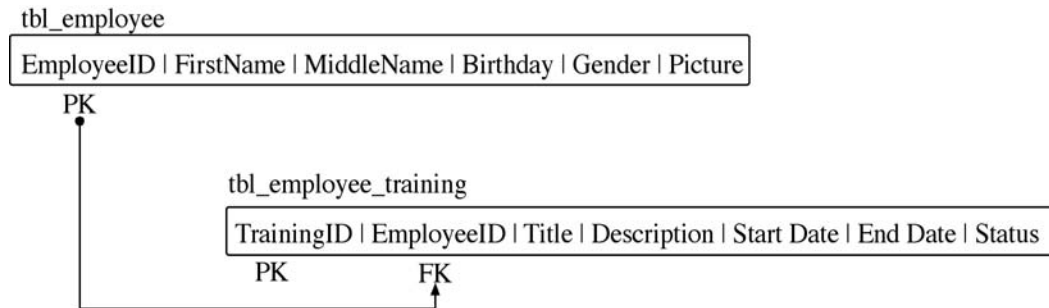 tbl_employee
EmployeeID | FirstName | MiddleName | Birthday | Gender | Picture
PK
tbl_employee_training
TrainingID | EmployeeID | Title | Description | Start Date | End Date | Status
PK FK